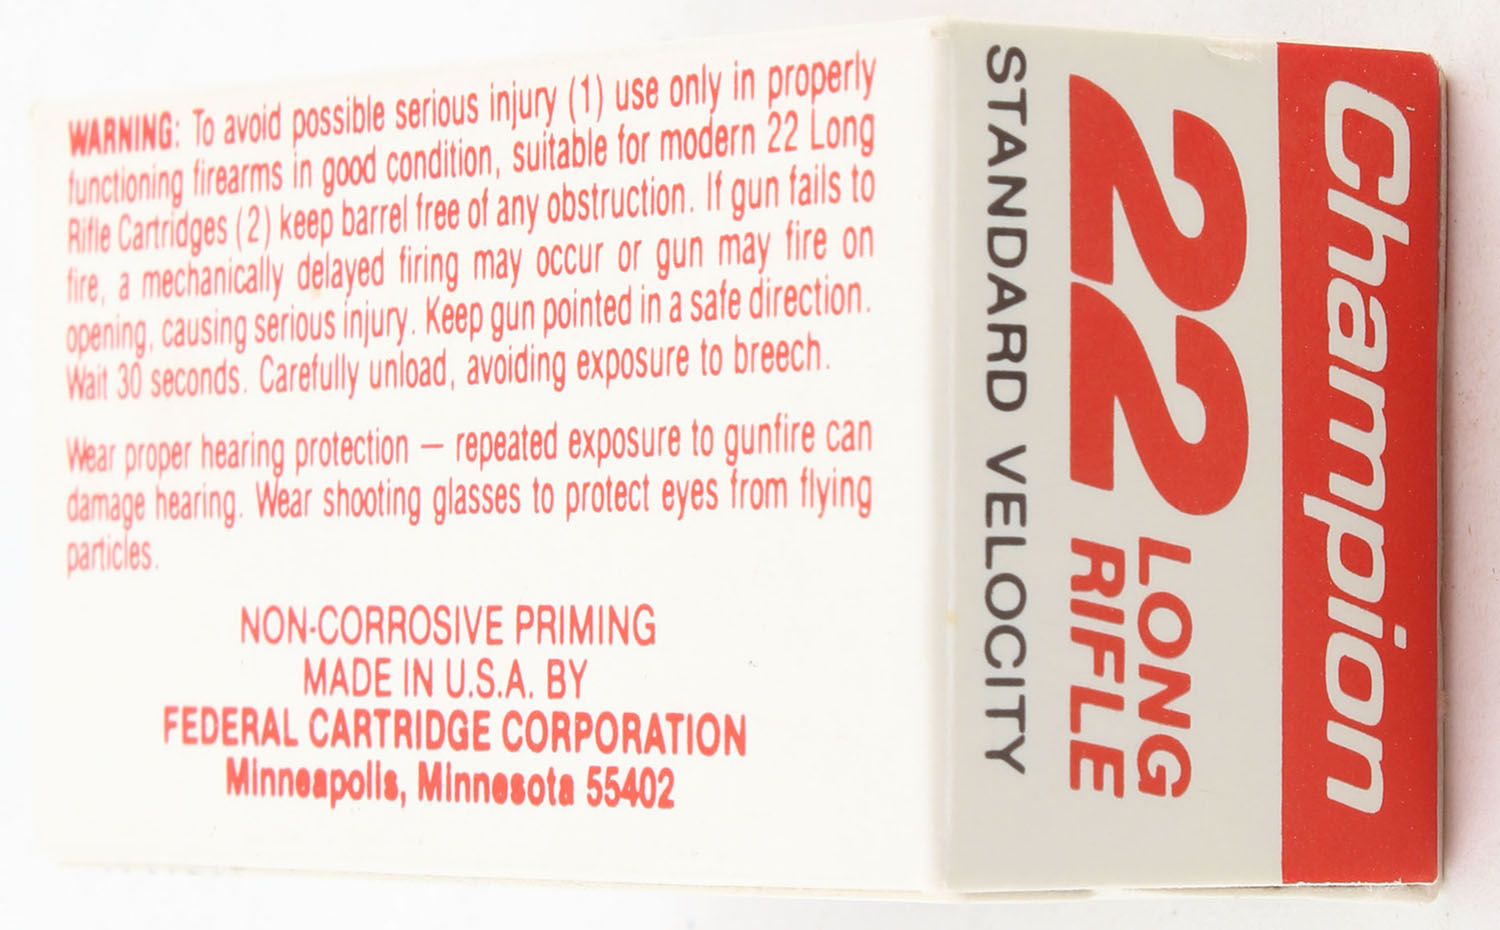 WARNING: To avoid possible serious injury (1) use only in properly
functioning firearms in good condition, suitable for modern 22 Long
Rifle Cartridges (2) keep barrel free of any obstruction. If gun fails to
fire, a mechanically delayed firing may occur or gun may fire on
opening, causing serious injury. Keep gun pointed in a safe direction.
Wait 30 seconds. Carefully unload, avoiding exposure to breech.
Wear proper hearing protection — repeated exposure to gunfire can
damage hearing. Wear shooting glasses to protect eyes from flying
particles.
NON-CORROSIVE PRIMING
MADE IN U.S.A. BY
FEDERAL CARTRIDGE CORPORATION
Minneapolis, Minnesota 55402
Champion
22 LONG
RIFLE
STANDARD VELOCITY